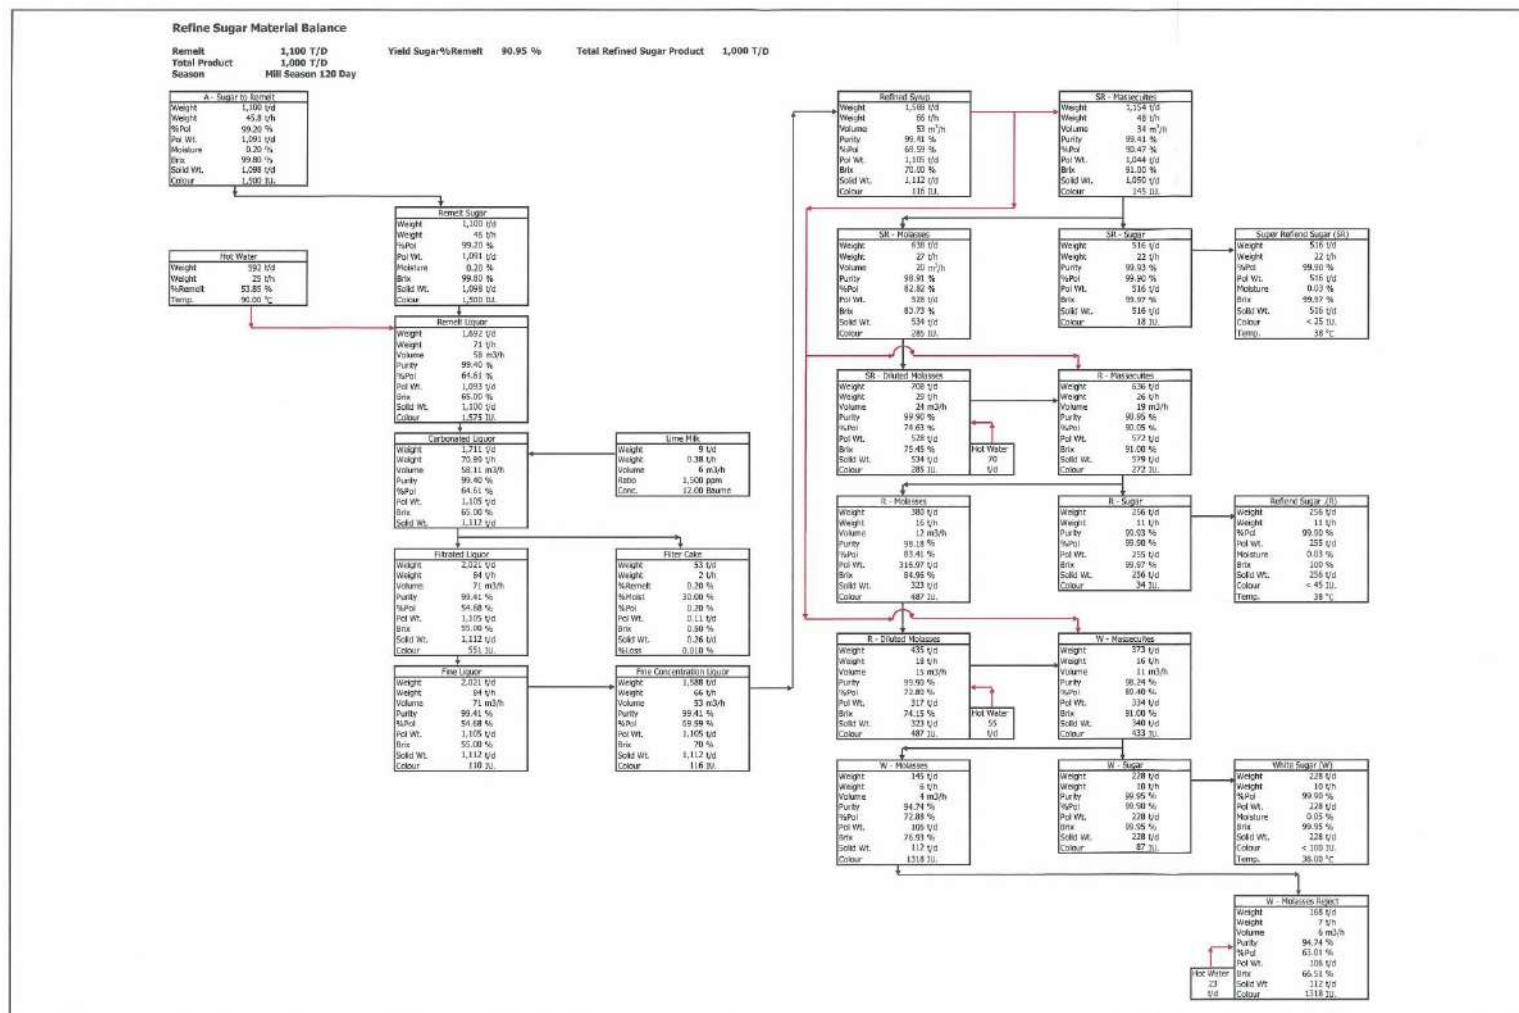 Refine Sugar Material Balance
Remelt 1,100 T/D Yield Sugar%Remelt 90.95 % Total Refined Sugar Product 1,000 T/D
Total Product 1,000 T/D
Season Mill Season 120 Day
A - Sugar to Remelt
Weight 1,100 t/d
Weight 45.8 t/h
%Pol 99.20 %
Pol Wt. 1,091 t/d
Moisture 0.20 %
Brix 99.80 %
Solid Wt. 1,098 t/d
Colour 1,500 IU.
Remelt Sugar
Weight 1,100 t/d
Weight 46 t/h
%Pol 99.20 %
Pol Wt. 1,091 t/d
Moisture 0.20 %
Brix 99.80 %
Solid Wt. 1,098 t/d
Colour 1,500 IU.
Hot Water
Weight 592 t/d
Weight 25 t/h
%Remelt 53.85 %
Temp. 90.00 °C
Remelt Liquor
Weight 1,692 t/d
Weight 71 t/h
Volume 58 m3/h
Purity 99.40 %
%Pol 64.61 %
Pol Wt. 1,093 t/d
Brix 65.00 %
Solid Wt. 1,100 t/d
Colour 1,575 IU.
Carbonated Liquor
Weight 1,711 t/d
Weight 70.89 t/h
Volume 58.11 m3/h
Purity 99.40 %
%Pol 64.61 %
Pol Wt. 1,105 t/d
Brix 65.00 %
Solid Wt. 1,112 t/d
Lime Milk
Weight 9 t/d
Weight 0.38 t/h
Volume 6 m3/h
Ratio 1,500 ppm
Conc. 12.00 Baume
Filtrated Liquor
Weight 2,021 t/d
Weight 84 t/h
Volume 71 m3/h
Purity 99.41 %
%Pol 54.68 %
Pol Wt. 1,105 t/d
Brix 55.00 %
Solid Wt. 1,112 t/d
Colour 551 IU.
Filter Cake
Weight 53 t/d
Weight 2 t/h
%Remelt 0.20 %
%Moist 30.00 %
%Pol 0.20 %
Pol Wt. 0.11 t/d
Brix 0.50 %
Solid Wt. 0.26 t/d
%Loss 0.010 %
Fine Liquor
Weight 2,021 t/d
Weight 84 t/h
Volume 71 m3/h
Purity 99.41 %
%Pol 54.68 %
Pol Wt. 1,105 t/d
Brix 55.00 %
Solid Wt. 1,112 t/d
Colour 110 IU.
Fine Concentration Liquor
Weight 1,588 t/d
Weight 66 t/h
Volume 53 m3/h
Purity 99.41 %
%Pol 69.59 %
Pol Wt. 1,105 t/d
Brix 70 %
Solid Wt. 1,112 t/d
Colour 116 IU.
Refined Syrup
Weight 1,588 t/d
Weight 66 t/h
Volume 53 m³/h
Purity 99.41 %
%Pol 69.59 %
Pol Wt. 1,105 t/d
Brix 70.00 %
Solid Wt. 1,112 t/d
Colour 116 IU.
SR - Massecuites
Weight 1,154 t/d
Weight 48 t/h
Volume 34 m³/h
Purity 99.41 %
%Pol 90.47 %
Pol Wt. 1,044 t/d
Brix 91.00 %
Solid Wt. 1,050 t/d
Colour 145 IU.
SR - Molasses
Weight 638 t/d
Weight 27 t/h
Volume 20 m³/h
Purity 98.91 %
%Pol 82.82 %
Pol Wt. 528 t/d
Brix 83.73 %
Solid Wt. 534 t/d
Colour 285 IU.
SR - Sugar
Weight 516 t/d
Weight 22 t/h
Purity 99.93 %
%Pol 99.90 %
Pol Wt. 516 t/d
Brix 99.97 %
Solid Wt. 516 t/d
Colour 18 IU.
Super Refiend Sugar (SR)
Weight 516 t/d
Weight 22 t/h
%Pol 99.90 %
Pol Wt. 516 t/d
Moisture 0.03 %
Brix 99.97 %
Solid Wt. 516 t/d
Colour < 25 IU.
Temp. 38 °C
SR - Diluted Molasses
Weight 708 t/d
Weight 29 t/h
Volume 24 m3/h
Purity 99.90 %
%Pol 74.63 %
Pol Wt. 528 t/d
Brix 75.45 %
Solid Wt. 534 t/d
Colour 285 IU.
Hot Water
70
t/d
R - Massecuites
Weight 636 t/d
Weight 26 t/h
Volume 19 m3/h
Purity 98.95 %
%Pol 90.05 %
Pol Wt. 572 t/d
Brix 91.00 %
Solid Wt. 579 t/d
Colour 272 IU.
R - Molasses
Weight 380 t/d
Weight 16 t/h
Volume 12 m3/h
Purity 98.18 %
%Pol 83.41 %
Pol Wt. 316.97 t/d
Brix 84.96 %
Solid Wt. 323 t/d
Colour 487 IU.
R - Sugar
Weight 256 t/d
Weight 11 t/h
Purity 99.93 %
%Pol 99.90 %
Pol Wt. 255 t/d
Brix 99.97 %
Solid Wt. 256 t/d
Colour 34 IU.
Refiend Sugar .(R)
Weight 256 t/d
Weight 11 t/h
%Pol 99.90 %
Pol Wt. 255 t/d
Moisture 0.03 %
Brix 100 %
Solid Wt. 256 t/d
Colour < 45 IU.
Temp. 38 °C
R - Diluted Molasses
Weight 435 t/d
Weight 18 t/h
Volume 15 m3/h
Purity 99.90 %
%Pol 72.80 %
Pol Wt. 317 t/d
Brix 74.15 %
Solid Wt. 323 t/d
Colour 487 IU.
Hot Water
55
t/d
W - Massecuites
Weight 373 t/d
Weight 16 t/h
Volume 11 m3/h
Purity 98.24 %
%Pol 89.40 %
Pol Wt. 334 t/d
Brix 91.00 %
Solid Wt. 340 t/d
Colour 433 IU.
W - Molasses
Weight 145 t/d
Weight 6 t/h
Volume 4 m3/h
Purity 94.74 %
%Pol 72.88 %
Pol Wt. 106 t/d
Brix 76.93 %
Solid Wt. 112 t/d
Colour 1318 IU.
W - Sugar
Weight 228 t/d
Weight 10 t/h
Purity 99.95 %
%Pol 99.90 %
Pol Wt. 228 t/d
Brix 99.95 %
Solid Wt. 228 t/d
Colour 87 IU.
White Sugar (W)
Weight 228 t/d
Weight 10 t/h
%Pol 99.90 %
Pol Wt. 228 t/d
Moisture 0.05 %
Brix 99.95 %
Solid Wt. 228 t/d
Colour < 100 IU.
Temp. 38.00 °C
W - Molasses Reject
Weight 168 t/d
Weight 7 t/h
Volume 6 m3/h
Purity 94.74 %
%Pol 63.01 %
Pol Wt. 106 t/d
Brix 66.51 %
Solid Wt 112 t/d
Colour 1318 IU.
Hot Water
23
t/d